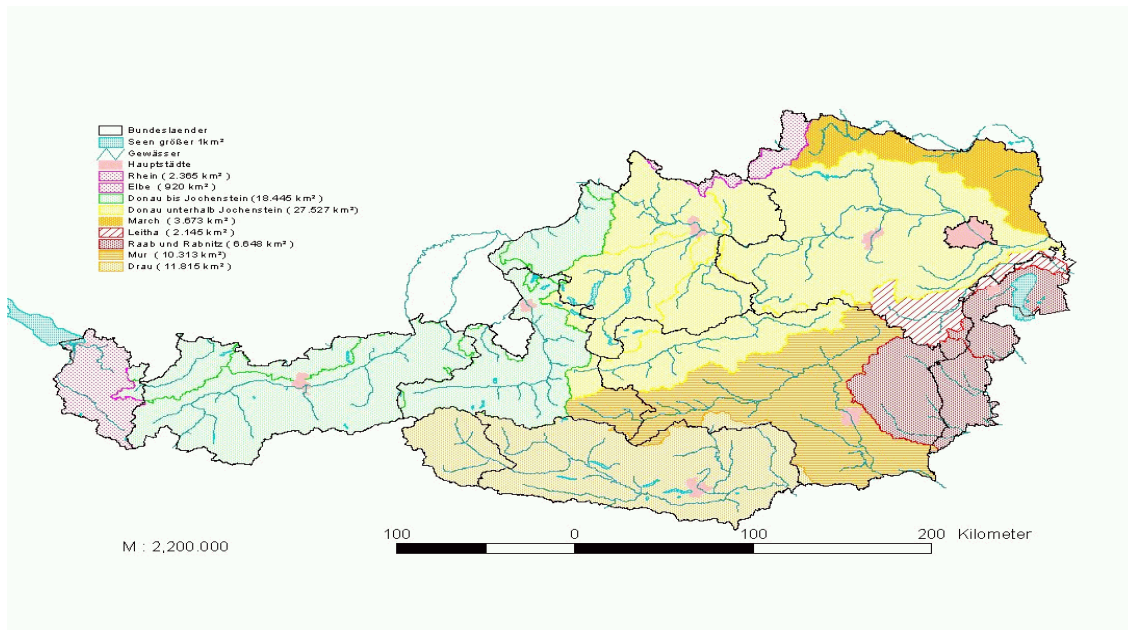 Bundeslaender
Seen größer 1km²
Gewässer
Hauptstädte
Rhein ( 2.365 km² )
Elbe ( 920 km² )
Donau bis Jochenstein (18.445 km² )
Donau unterhalb Jochenstein ( 27.527 km² )
March ( 3.673 km² )
Leitha ( 2.145 km² )
Raab und Rabnitz ( 6.648 km² )
Mur ( 10.313 km²)
Drau ( 11.815 km² )
M : 2,200.000
100 0 100 200 Kilometer